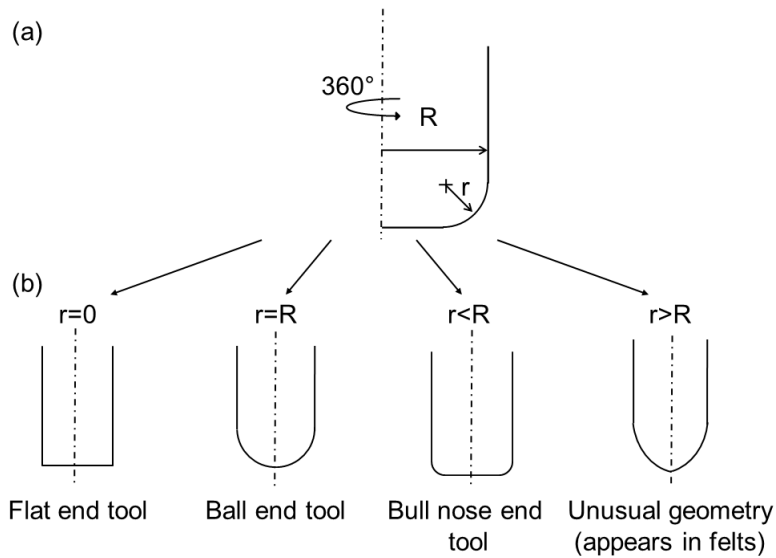 (a)
360°
R
r
(b)
r=0
r=R
r<R
r>R
Flat end tool
Ball end tool
Bull nose end
tool
Unusual geometry
(appears in felts)